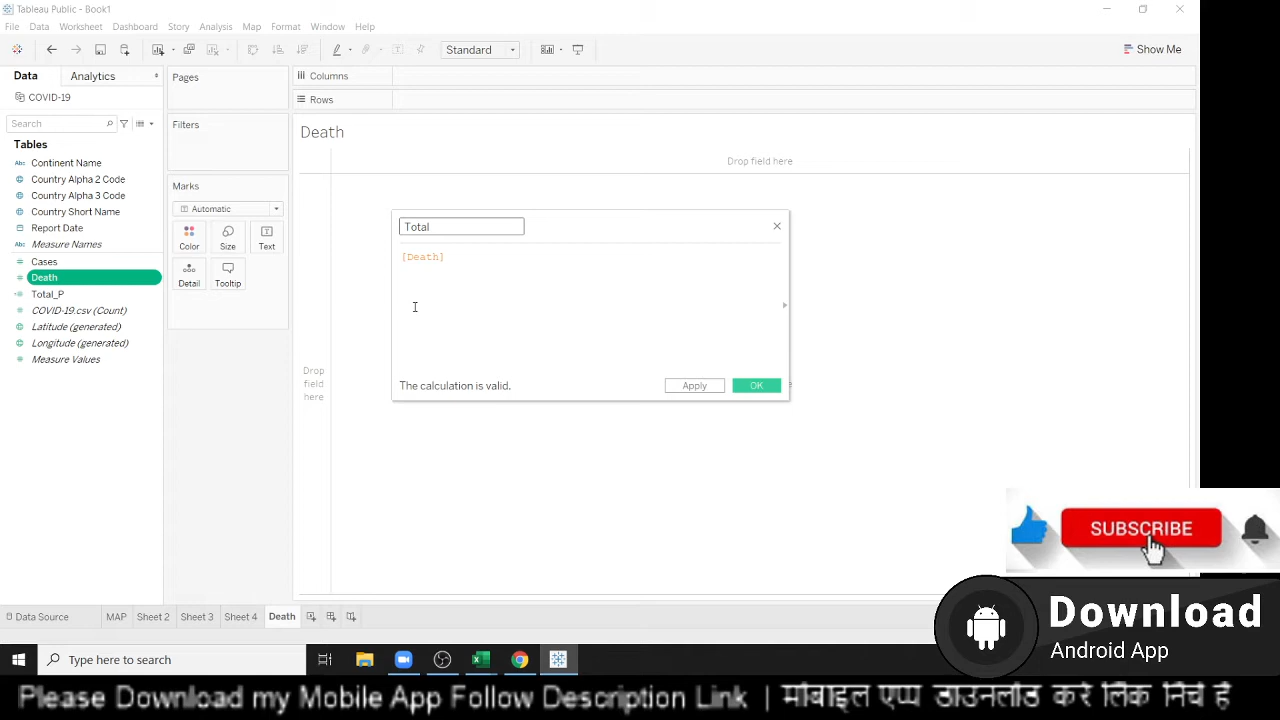 Tableau Public - Book1
File Data Worksheet Dashboard Story Analysis Map Format Window Help
Standard
Show Me
Data Analytics
COVID-19
Search
Tables
Abc Continent Name
Country Alpha 2 Code
Country Alpha 3 Code
Country Short Name
Report Date
Abc Measure Names
Cases
Death
Total_P
COVID-19.csv (Count)
Latitude (generated)
Longitude (generated)
Measure Values
Pages
Filters
Marks
Automatic
Color Size Text
Detail Tooltip
Columns
Rows
Death
Drop field here
Drop
field
here
Total
[Death]
The calculation is valid.
Apply OK
Data Source MAP Sheet 2 Sheet 3 Sheet 4 Death
SUBSCRIBE
Download
Android App
Type here to search
Please Download my Mobile App Follow Description Link | मोबाइल एप्प डाउनलोड करे लिंक निचे हैं